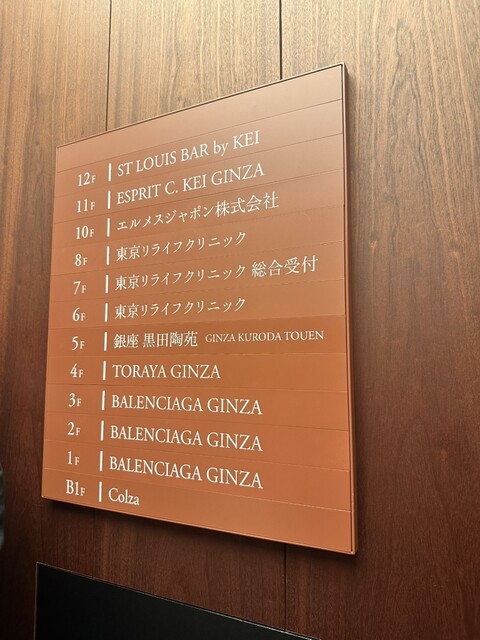 12F | ST LOUIS BAR by KEI
11F | ESPRIT C. KEI GINZA
10F | エルメスジャポン株式会社
8F | 東京リライフクリニック
7F | 東京リライフクリニック 総合受付
6F | 東京リライフクリニック
5F | 銀座 黒田陶苑 GINZA KURODA TOUEN
4F | TORAYA GINZA
3F | BALENCIAGA GINZA
2F | BALENCIAGA GINZA
1F | BALENCIAGA GINZA
B1F | Colza